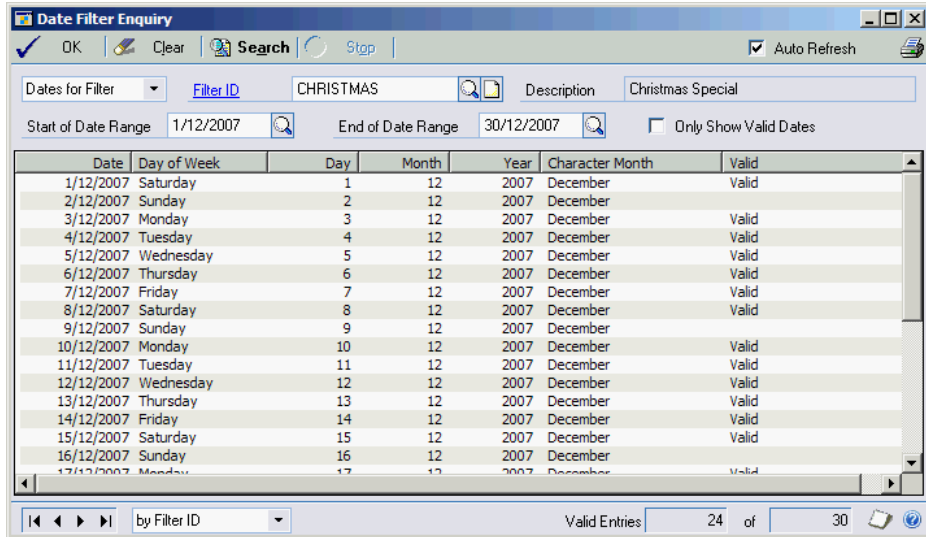 Date Filter Enquiry
OK Clear Search Stop Auto Refresh
Dates for Filter Filter ID CHRISTMAS Description Christmas Special
Start of Date Range 1/12/2007 End of Date Range 30/12/2007 Only Show Valid Dates
Date Day of Week Day Month Year Character Month Valid
1/12/2007 Saturday 1 12 2007 December Valid
2/12/2007 Sunday 2 12 2007 December
3/12/2007 Monday 3 12 2007 December Valid
4/12/2007 Tuesday 4 12 2007 December Valid
5/12/2007 Wednesday 5 12 2007 December Valid
6/12/2007 Thursday 6 12 2007 December Valid
7/12/2007 Friday 7 12 2007 December Valid
8/12/2007 Saturday 8 12 2007 December Valid
9/12/2007 Sunday 9 12 2007 December
10/12/2007 Monday 10 12 2007 December Valid
11/12/2007 Tuesday 11 12 2007 December Valid
12/12/2007 Wednesday 12 12 2007 December Valid
13/12/2007 Thursday 13 12 2007 December Valid
14/12/2007 Friday 14 12 2007 December Valid
15/12/2007 Saturday 15 12 2007 December Valid
16/12/2007 Sunday 16 12 2007 December
17/12/2007 Monday 17 12 2007 December Valid
by Filter ID Valid Entries 24 of 30